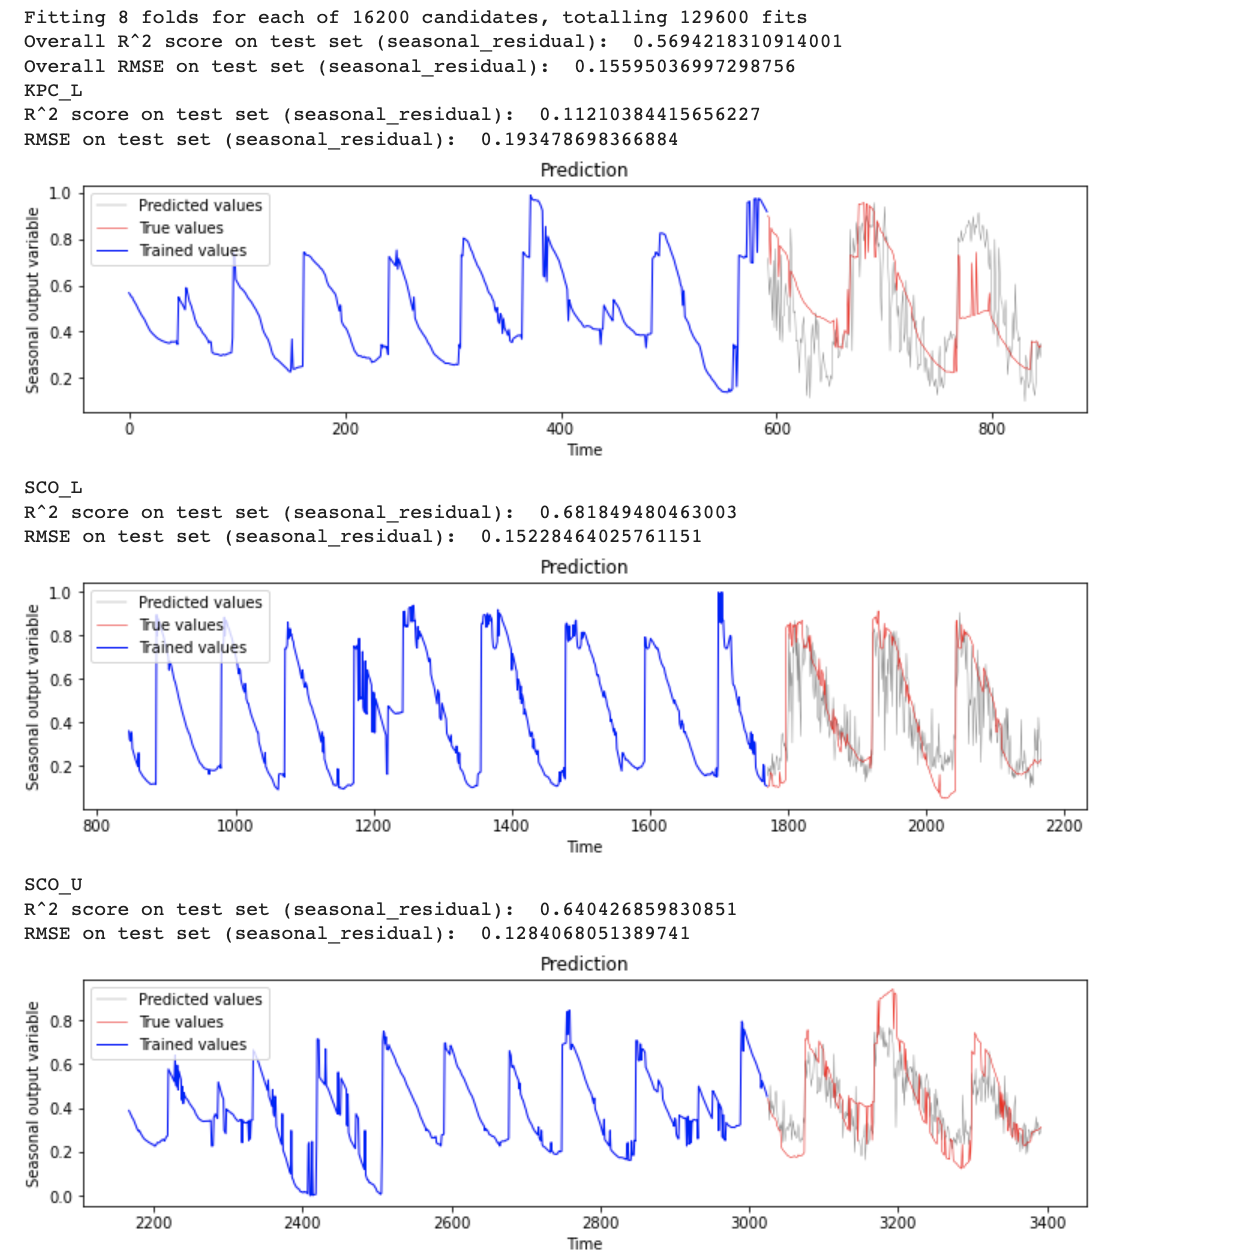 Fitting 8 folds for each of 16200 candidates, totalling 129600 fits
Overall R^2 score on test set (seasonal_residual):  0.5694218310914001
Overall RMSE on test set (seasonal_residual):  0.15595036997298756
KPC_L
R^2 score on test set (seasonal_residual):  0.11210384415656227
RMSE on test set (seasonal_residual):  0.193478698366884
Prediction
Seasonal output variable
1.0
0.8
0.6
0.4
0.2
Predicted values
True values
Trained values
0 200 400 600 800
Time
SCO_L
R^2 score on test set (seasonal_residual):  0.681849480463003
RMSE on test set (seasonal_residual):  0.15228464025761151
Prediction
Seasonal output variable
1.0
0.8
0.6
0.4
0.2
Predicted values
True values
Trained values
800 1000 1200 1400 1600 1800 2000 2200
Time
SCO_U
R^2 score on test set (seasonal_residual):  0.640426859830851
RMSE on test set (seasonal_residual):  0.1284068051389741
Prediction
Seasonal output variable
0.8
0.6
0.4
0.2
0.0
Predicted values
True values
Trained values
2200 2400 2600 2800 3000 3200 3400
Time